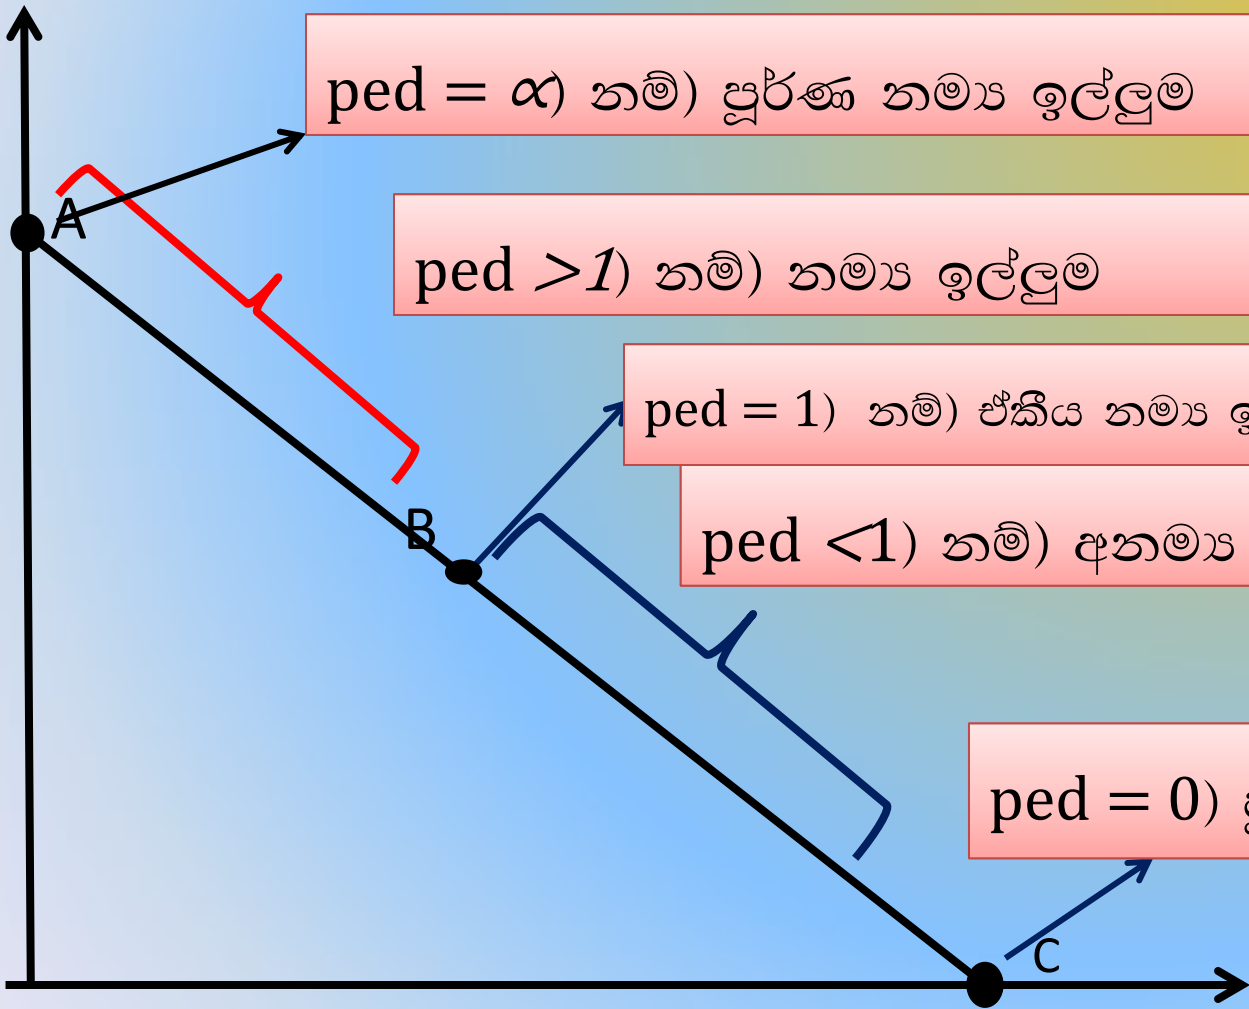 ped = ∝) නම්) පූර්ණ නම්‍ය ඉල්ලුම
A
ped >1) නම්) නම්‍ය ඉල්ලුම
ped = 1) නම්) ඒකීය නම්‍ය
B
ped <1) නම්) අනම්‍ය
ped = 0)
C